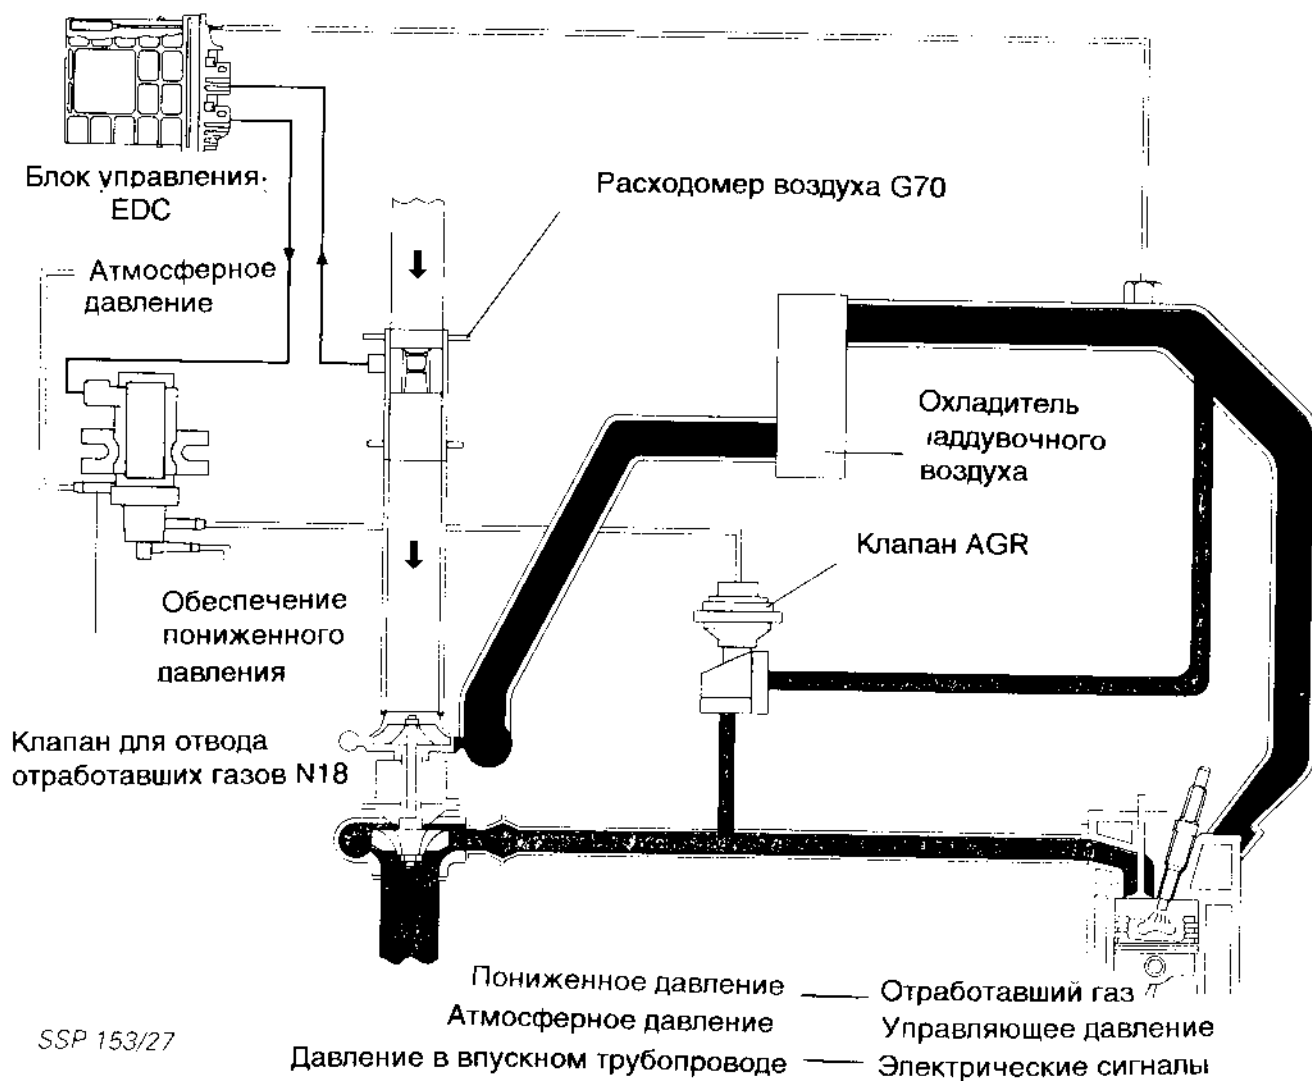 Блок управления
EDC
Расходомер воздуха G70
Атмосферное
давление
Охладитель
наддувочного
воздуха
Клапан AGR
Обеспечение
пониженного
давления
Клапан для отвода
отработавших газов N18
Пониженное давление
Отработавший газ
Атмосферное давление
Управляющее давление
Давление в впускном трубопроводе
Электрические сигналы
SSP 153/27